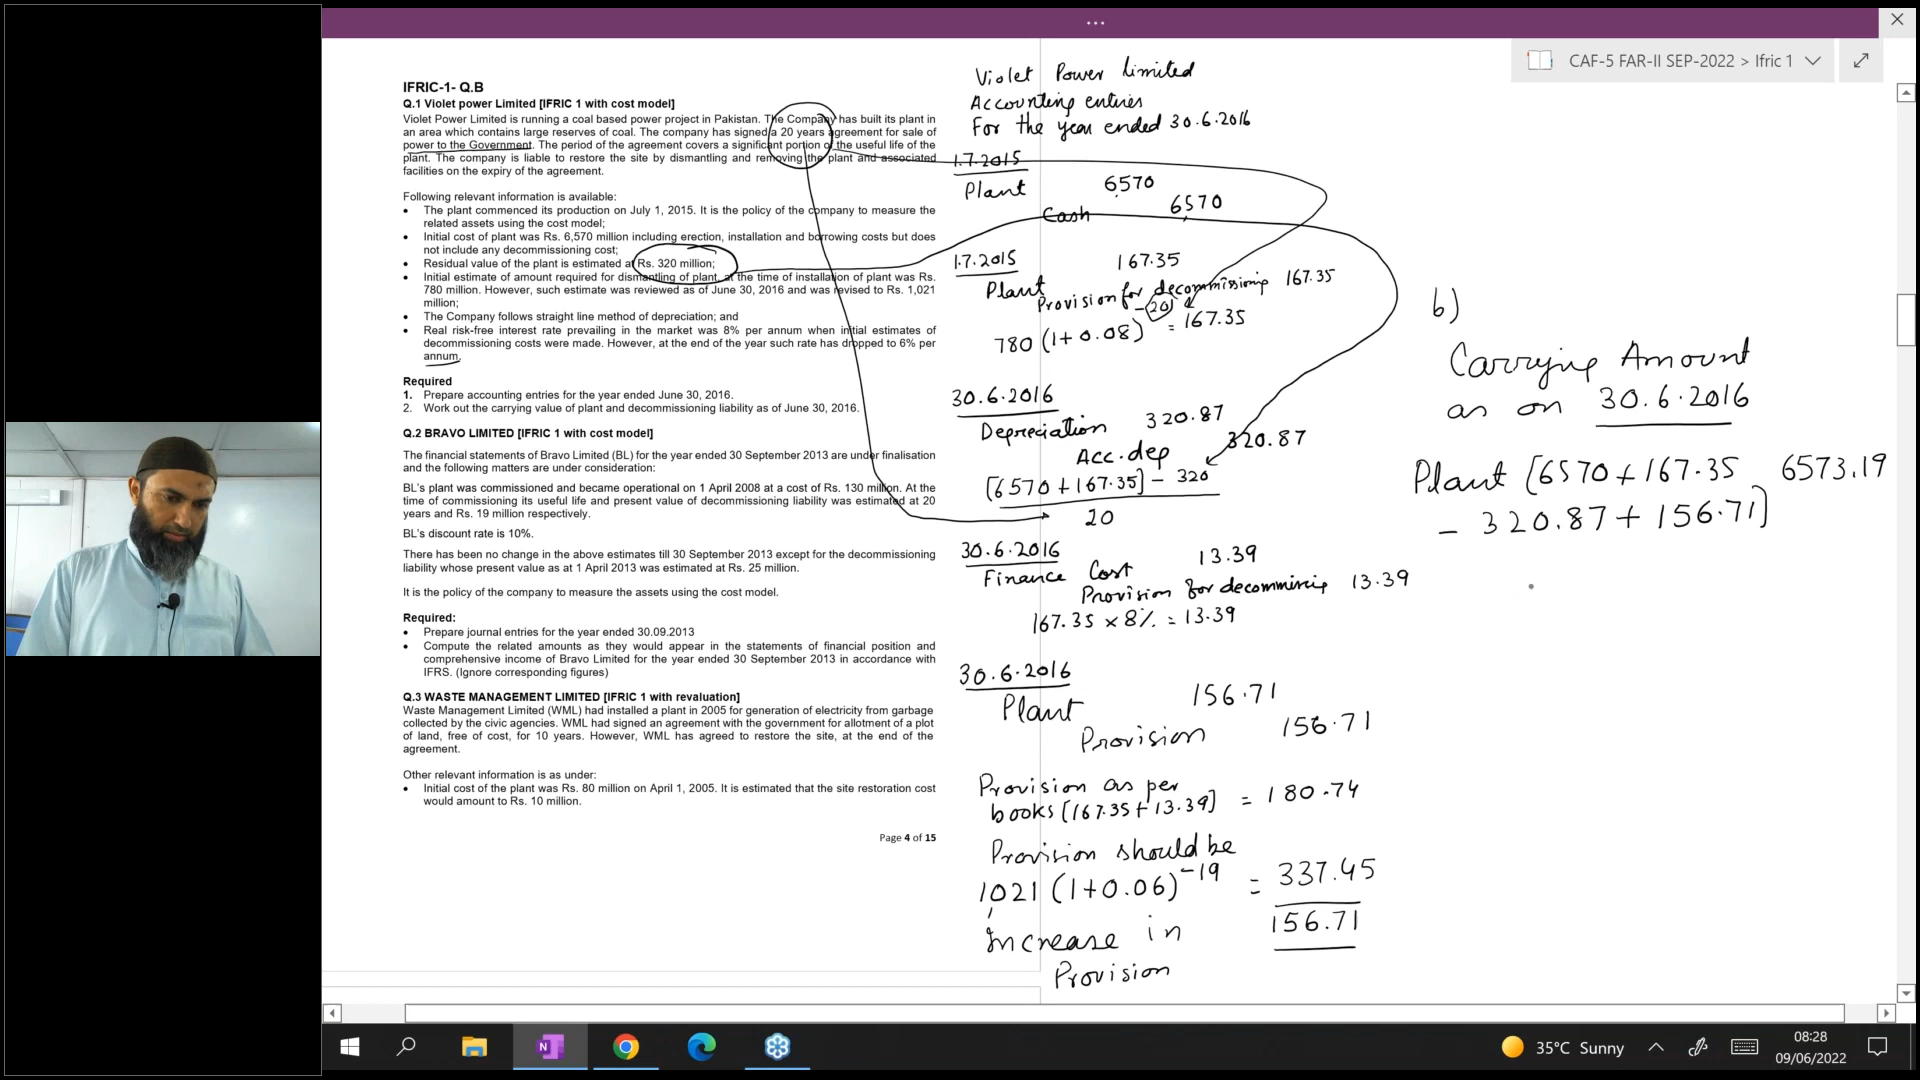 CAF-5 FAR-II SEP-2022 > Ifric 1
IFRIC-1- Q.B
Q.1 Violet power Limited [IFRIC 1 with cost model]
Violet Power Limited is running a coal based power project in Pakistan. The Company has built its plant in
an area which contains large reserves of coal. The company has signed a 20 years agreement for sale of
power to the Government. The period of the agreement covers a significant portion of the useful life of the
plant. The company is liable to restore the site by dismantling and removing the plant and associated
facilities on the expiry of the agreement.
Following relevant information is available:
• The plant commenced its production on July 1, 2015. It is the policy of the company to measure the
related assets using the cost model;
• Initial cost of plant was Rs. 6,570 million including erection, installation and borrowing costs but does
not include any decommissioning cost;
• Residual value of the plant is estimated at Rs. 320 million;
• Initial estimate of amount required for dismantling of plant, at the time of installation of plant was Rs.
780 million. However, such estimate was reviewed as of June 30, 2016 and was revised to Rs. 1,021
million;
• The Company follows straight line method of depreciation; and
• Real risk-free interest rate prevailing in the market was 8% per annum when initial estimates of
decommissioning costs were made. However, at the end of the year such rate has dropped to 6% per
annum.
Required
1. Prepare accounting entries for the year ended June 30, 2016.
2. Work out the carrying value of plant and decommissioning liability as of June 30, 2016.
Q.2 BRAVO LIMITED [IFRIC 1 with cost model]
The financial statements of Bravo Limited (BL) for the year ended 30 September 2013 are under finalisation
and the following matters are under consideration:
BL's plant was commissioned and became operational on 1 April 2008 at a cost of Rs. 130 million. At the
time of commissioning its useful life and present value of decommissioning liability was estimated at 20
years and Rs. 19 million respectively.
BL's discount rate is 10%.
There has been no change in the above estimates till 30 September 2013 except for the decommissioning
liability whose present value as at 1 April 2013 was estimated at Rs. 25 million.
It is the policy of the company to measure the assets using the cost model.
Required:
• Prepare journal entries for the year ended 30.09.2013
• Compute the related amounts as they would appear in the statements of financial position and
comprehensive income of Bravo Limited for the year ended 30 September 2013 in accordance with
IFRS. (Ignore corresponding figures)
Q.3 WASTE MANAGEMENT LIMITED [IFRIC 1 with revaluation]
Waste Management Limited (WML) had installed a plant in 2005 for generation of electricity from garbage
collected by the civic agencies. WML had signed an agreement with the government for allotment of a plot
of land, free of cost, for 10 years. However, WML has agreed to restore the site, at the end of the
agreement.
Other relevant information is as under:
• Initial cost of the plant was Rs. 80 million on April 1, 2005. It is estimated that the site restoration cost
would amount to Rs. 10 million.
Page 4 of 15
Violet Power Limited
Accounting entries
For the year ended 30.6.2016
1.7.2015
Plant 6570
Cash 6570
1.7.2015
Plant 167.35
Provision for decommissioning 167.35
780 (1+0.08)^-20 = 167.35
30.6.2016
Depreciation 320.87
Acc.dep 320.87
[6570+167.35] - 320
20
30.6.2016
Finance Cost 13.39
Provision for decommircip 13.39
167.35 × 8% = 13.39
30.6.2016
Plant 156.71
Provision 156.71
Provision as per
books [167.35+13.39] = 180.74
Provision should be
1021 (1+0.06)^-19 = 337.45
Increase in 156.71
Provision
b)
Carrying Amount
as on 30.6.2016
Plant [6570+167.35 6573.19
- 320.87+156.71]
35°C Sunny
08:28
09/06/2022